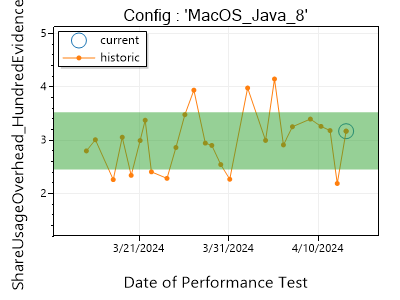 Config : 'MacOS_Java_8'
ShareUsageOverhead_HundredEvidence
current
historic
5
4
3
2
3/21/2024
3/31/2024
4/10/2024
Date of Performance Test